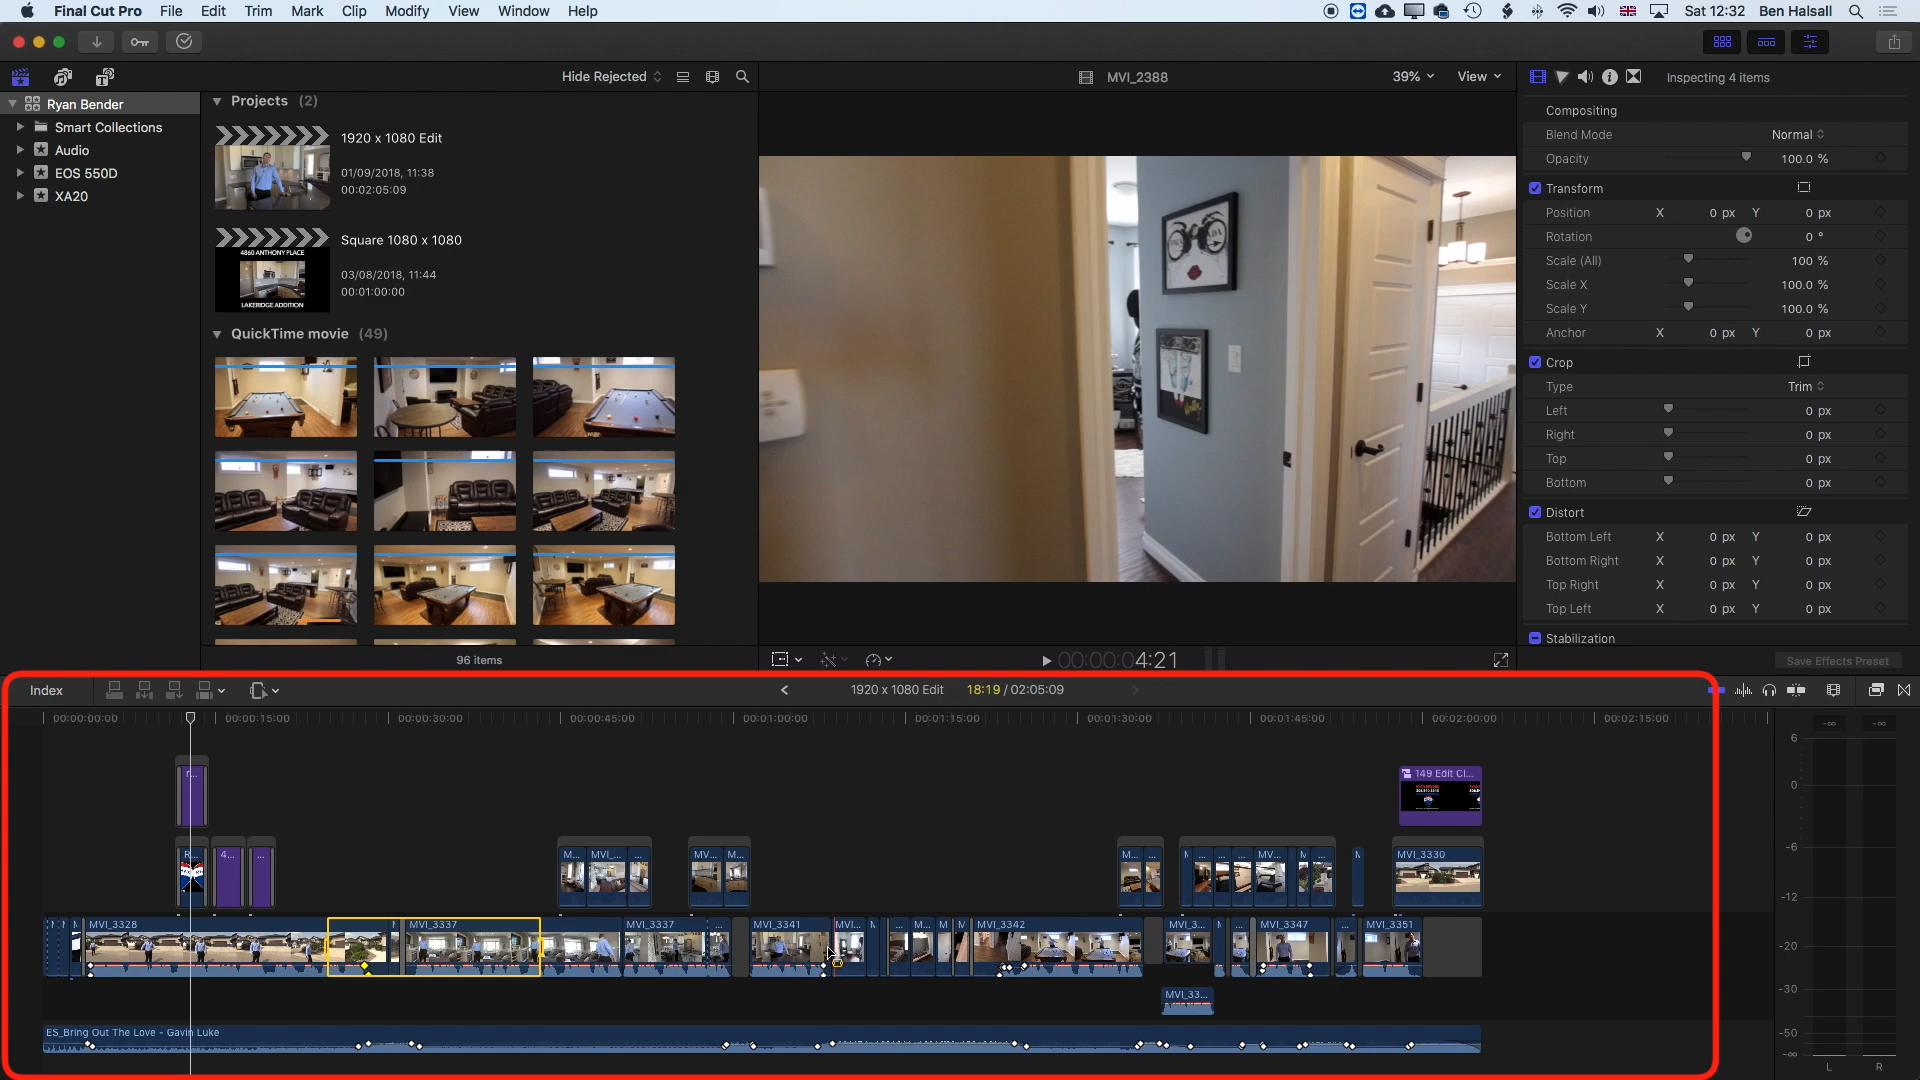 Final Cut Pro File Edit Trim Mark Clip Modify View Window Help Sat 12:32 Ben Halsall
Hide Rejected
MVI_2388
39%
View
Inspecting 4 items
Ryan Bender
Smart Collections
Audio
EOS 550D
XA20
Projects (2)
1920 x 1080 Edit
01/09/2018, 11:38
00:02:05:09
4860 ANTHONY PLACE
LAKERIDGE ADDITION
Square 1080 x 1080
03/08/2018, 11:44
00:01:00:00
QuickTime movie (49)
96 items
00:00:04:21
Compositing
Blend Mode Normal
Opacity 100.0 %
Transform
Position X 0 px Y 0 px
Rotation 0 °
Scale (All) 100 %
Scale X 100.0 %
Scale Y 100.0 %
Anchor X 0 px Y 0 px
Crop
Type Trim
Left 0 px
Right 0 px
Top 0 px
Bottom 0 px
Distort
Bottom Left X 0 px Y 0 px
Bottom Right X 0 px Y 0 px
Top Right X 0 px Y 0 px
Top Left X 0 px Y 0 px
Stabilization
Save Effects Preset
Index
1920 x 1080 Edit 18:19 / 02:05:09
00:00:00:00 00:00:15:00 00:00:30:00 00:00:45:00 00:01:00:00 00:01:15:00 00:01:30:00 00:01:45:00 00:02:00:00 00:02:15:00
r... 149 Edit Cl...
R... 4... ... M... MVI_... ... MV... M... M... ... M ... ... ... MV... M ... M MVI_3330
MVI_3328 MVI_3337 MVI_3337 ... MVI_3341 MVI... M ... M... M M MVI_3342 MVI_3... M ... MVI_3347 ... MVI_3351
MVI_33...
ES_Bring Out The Love - Gavin Luke
-∞ -∞
6
0
-6
-12
-20
-30
-50
-∞
L R